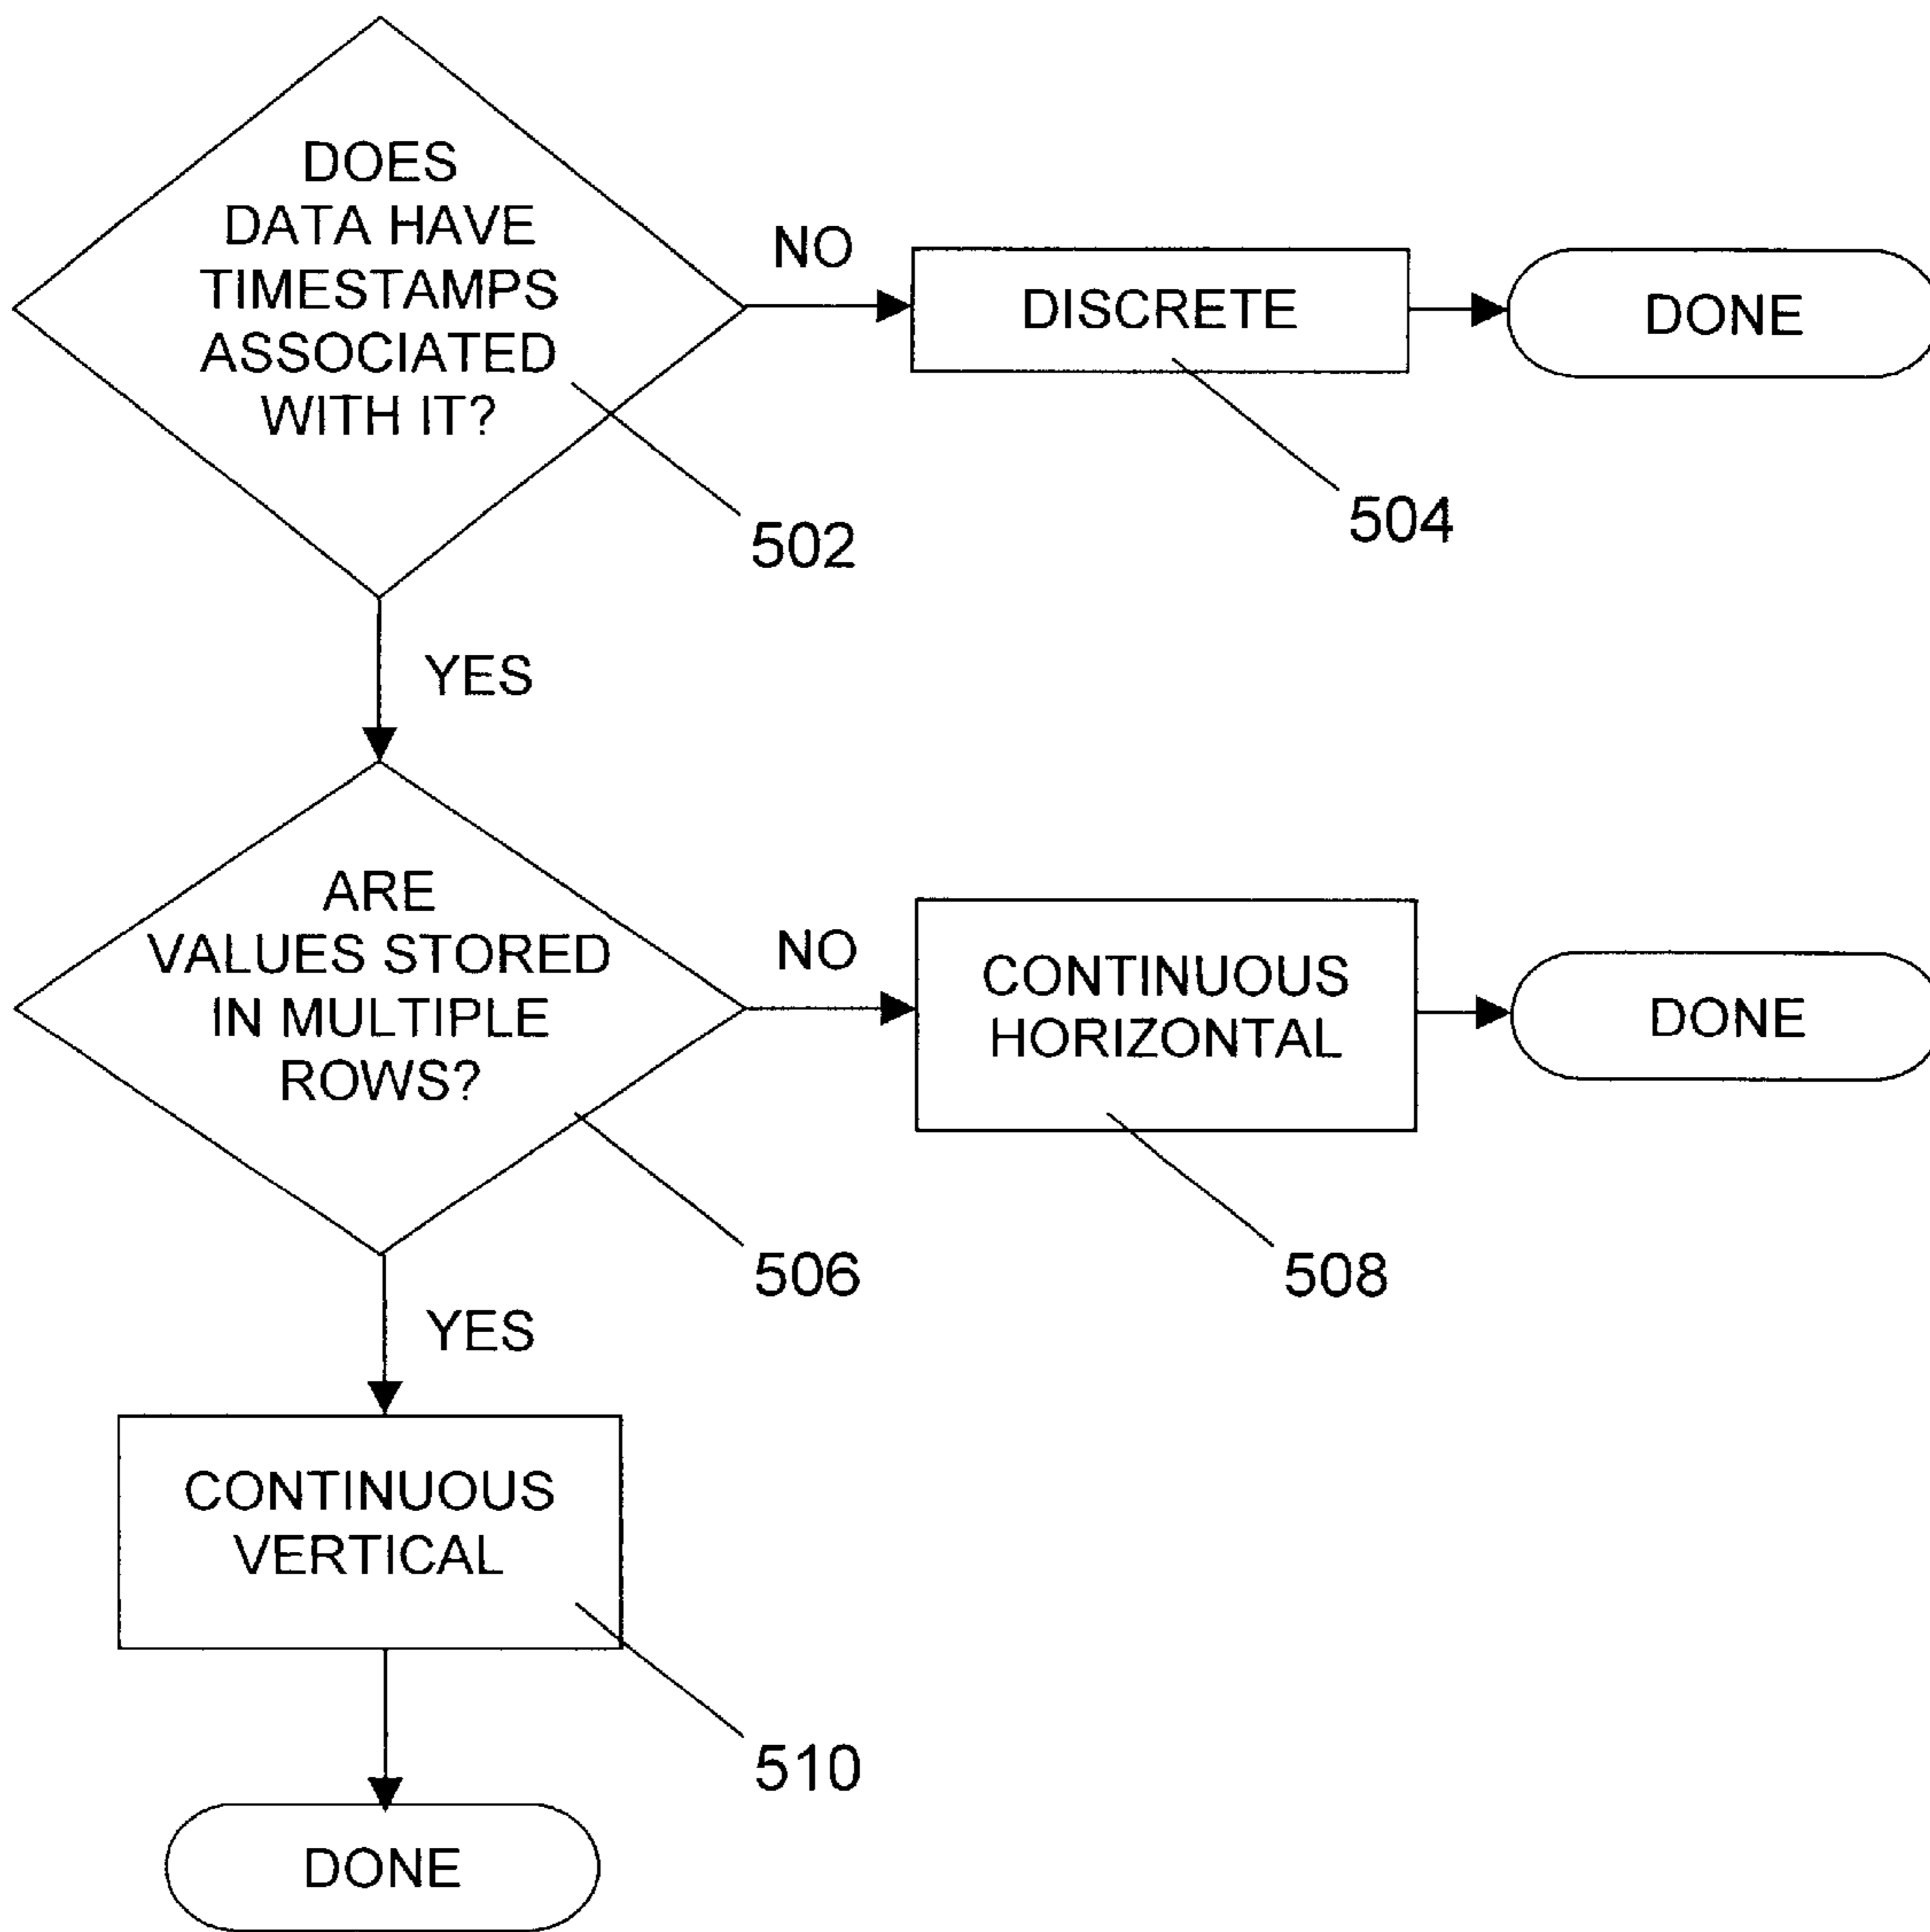 DOES
DATA HAVE
TIMESTAMPS
ASSOCIATED
WITH IT?
NO
DISCRETE
DONE
502
504
YES
ARE
VALUES STORED
IN MULTIPLE
ROWS?
NO
CONTINUOUS
HORIZONTAL
DONE
506
508
YES
CONTINUOUS
VERTICAL
510
DONE